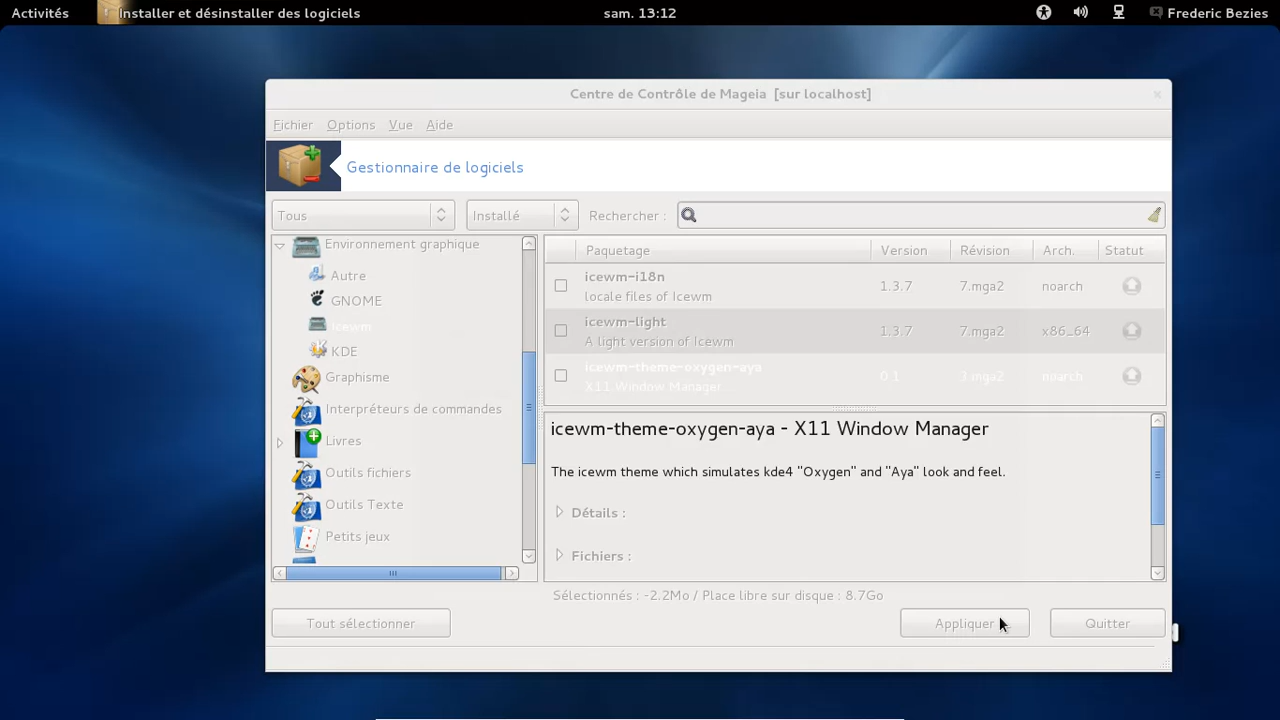 Activités Installer et désinstaller des logiciels sam. 13:12 Frederic Bezies
Centre de Contrôle de Mageia [sur localhost]
Fichier Options Vue Aide
Gestionnaire de logiciels
Tous Installé Rechercher :
Environnement graphique
Autre
GNOME
Icewm
KDE
Graphisme
Interpréteurs de commandes
Livres
Outils fichiers
Outils Texte
Petits jeux
Paquetage Version Révision Arch. Statut
icewm-i18n 1.3.7 7.mga2 noarch
locale files of Icewm
icewm-light 1.3.7 7.mga2 x86_64
A light version of Icewm
icewm-theme-oxygen-aya 0.1 3.mga2 noarch
X11 Window Manager
icewm-theme-oxygen-aya - X11 Window Manager
The icewm theme which simulates kde4 "Oxygen" and "Aya" look and feel.
Détails :
Fichiers :
Sélectionnés : -2.2Mo / Place libre sur disque : 8.7Go
Tout sélectionner Appliquer Quitter